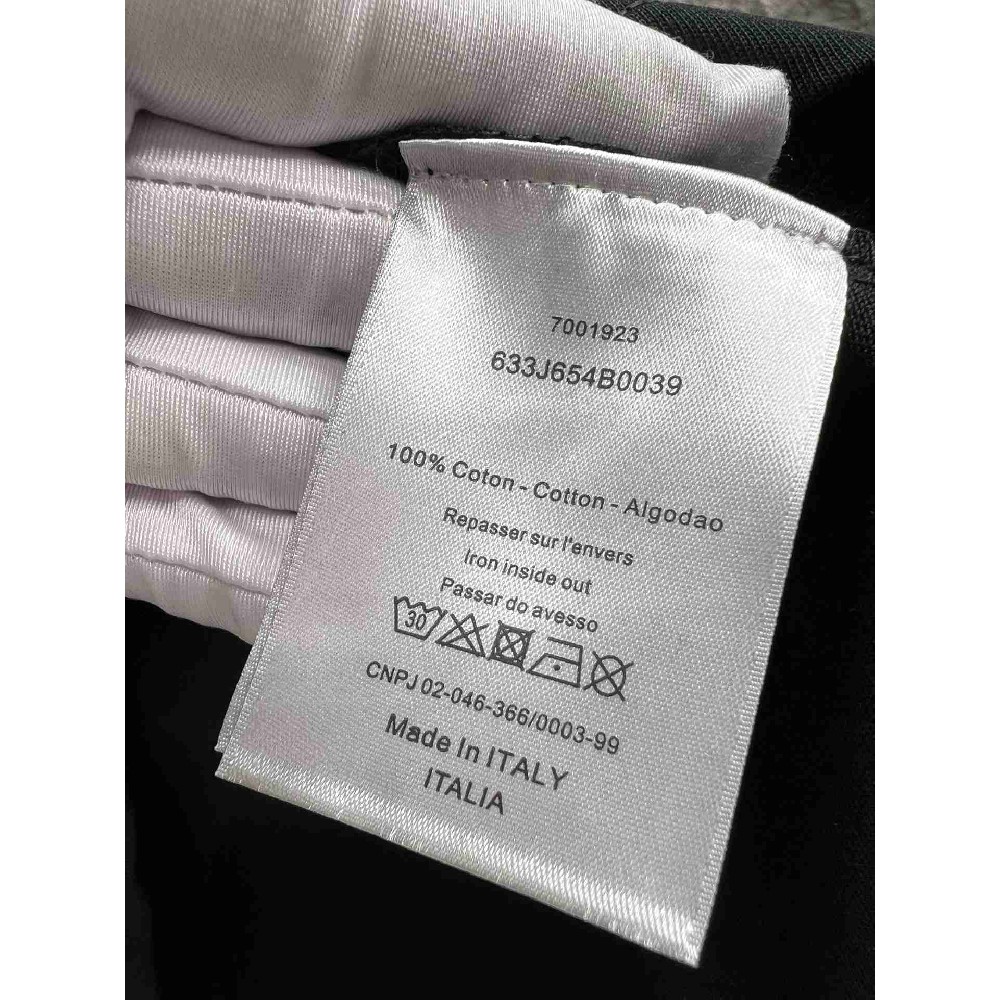 7001923
633J654B0039
100% Coton - Cotton - Algodao
Repasser sur l'envers
Iron inside out
Passar do avesso
30
CNPJ 02-046-366/0003-99
Made In ITALY
ITALIA